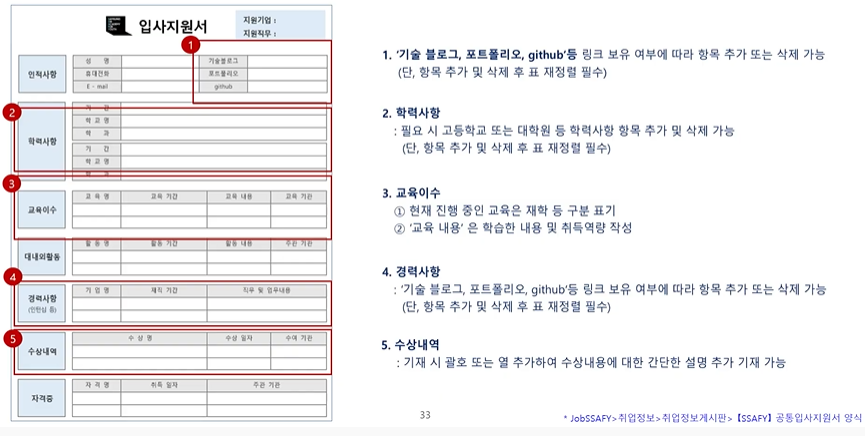 입사지원서
지원기업 :
지원직무 :
1
인적사항
성 명
기술블로그
휴대전화
포트폴리오
E - mail
github
2
학력사항
기 간
학 교 명
학 과
기 간
학 교 명
학 과
3
교육이수
교 육 명
교육 기간
교육 내용
교육 기관
대내외활동
활 동 명
활동 기간
활동 내용
주관 기관
4
경력사항
(인턴십 등)
기 업 명
재직 기간
직무 및 업무내용
5
수상내역
수 상 명
수상 일자
수여 기관
자격증
자 격 명
취득 일자
주관 기관
1. ‘기술 블로그, 포트폴리오, github’등 링크 보유 여부에 따라 항목 추가 또는 삭제 가능
(단, 항목 추가 및 삭제 후 표 재정렬 필수)
2. 학력사항
: 필요 시 고등학교 또는 대학원 등 학력사항 항목 추가 및 삭제 가능
(단, 항목 추가 및 삭제 후 표 재정렬 필수)
3. 교육이수
① 현재 진행 중인 교육은 재학 등 구분 표기
② ‘교육 내용’ 은 학습한 내용 및 취득역량 작성
4. 경력사항
: ‘기술 블로그, 포트폴리오, github’등 링크 보유 여부에 따라 항목 추가 또는 삭제 가능
(단, 항목 추가 및 삭제 후 표 재정렬 필수)
5. 수상내역
: 기재 시 괄호 또는 열 추가하여 수상내용에 대한 간단한 설명 추가 기재 가능
33
* JobSSAFY>취업정보>취업정보게시판>【SSAFY】공통입사지원서 양식